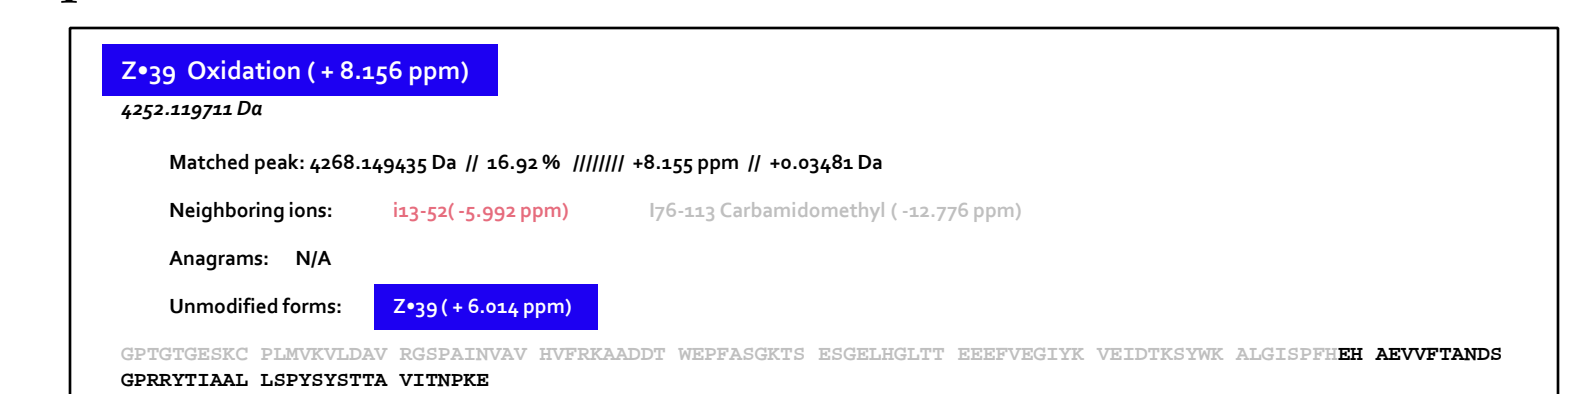 Z•39 Oxidation ( + 8.156 ppm)
4252.119711 Da
Matched peak: 4268.149435 Da // 16.92 % //////// +8.155 ppm // +0.03481 Da
Neighboring ions: i13-52( -5.992 ppm) I76-113 Carbamidomethyl ( -12.776 ppm)
Anagrams: N/A
Unmodified forms: Z•39 ( + 6.014 ppm)
GPTGTGESKC PLMVKVLDAV RGSPAINVAV HVFRKAADDT WEPFASGKTS ESGELHGLTT EEEFVEGIYK VEIDTKSYWK ALGISPFHEH AEVVFTANDS
GPRRYTIAAL LSPYSYSTTA VITNPKE